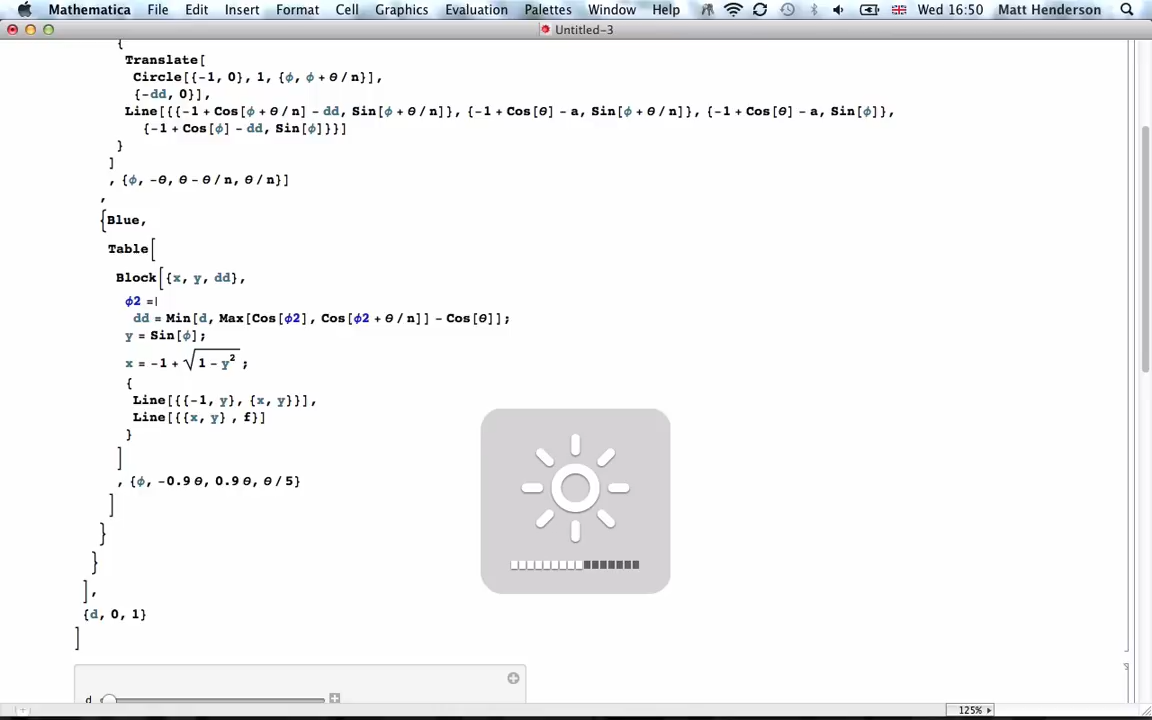 Mathematica File Edit Insert Format Cell Graphics Evaluation Palettes Window Help Wed 16:50 Matt Henderson
Untitled-3
{
Translate[
Circle[{-1, 0}, 1, {ϕ, ϕ + θ / n}],
{-dd, 0}],
Line[{{-1 + Cos[ϕ + θ / n] - dd, Sin[ϕ + θ / n]}, {-1 + Cos[θ] - a, Sin[ϕ + θ / n]}, {-1 + Cos[θ] - a, Sin[ϕ]},
{-1 + Cos[ϕ] - dd, Sin[ϕ]}}]
}
]
, {ϕ, -θ, θ - θ / n, θ / n}]
,
{Blue,
Table[
Block[{x, y, dd},
ϕ2 =
dd = Min[d, Max[Cos[ϕ2], Cos[ϕ2 + θ / n]] - Cos[θ]];
y = Sin[ϕ];
x = -1 + √1 - y² ;
{
Line[{{-1, y}, {x, y}}],
Line[{{x, y} , f}]
}
]
, {ϕ, -0.9 θ, 0.9 θ, θ / 5}
]
}
}
],
{d, 0, 1}
]
d
125%